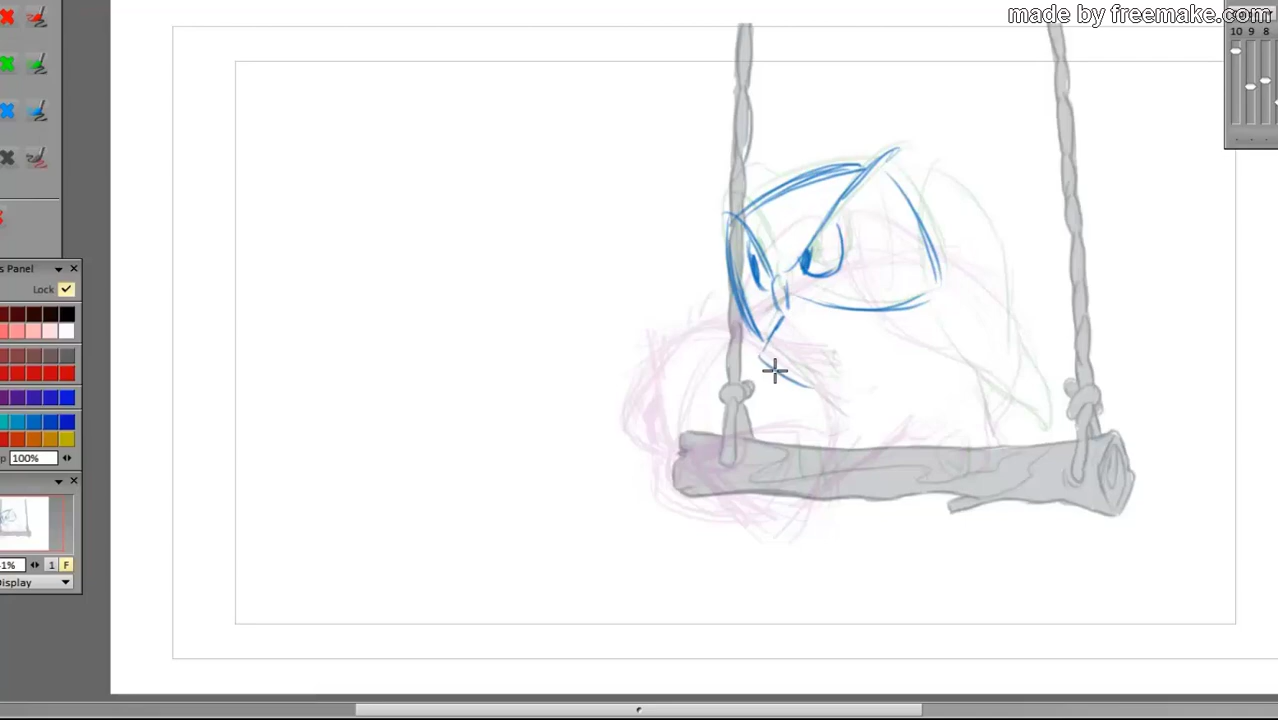 made by freemake.com
10 9 8
s Panel
Lock
p 100%
1%
1 F
Display